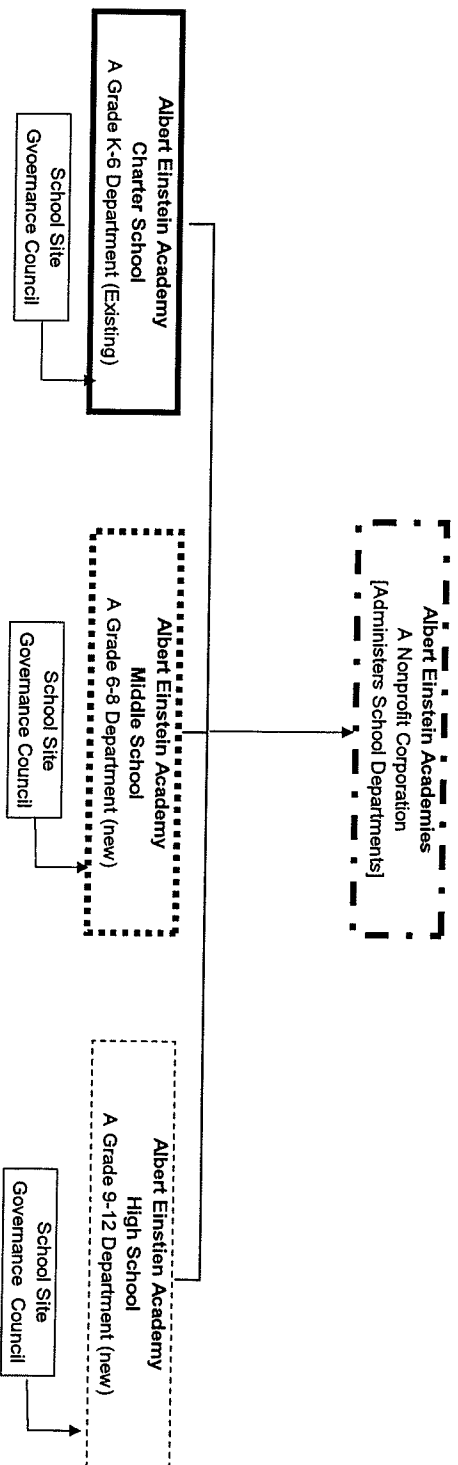 Albert Einstein Academies
A Nonprofit Corporation
[Administers School Departments]
Albert Einstein Academy
Charter School
A Grade K-6 Department (Existing)
School Site
Gvoernance Council
Albert Einstein Academy
Middle School
A Grade 6-8 Department (new)
School Site
Governance Council
Albert Einstien Academy
High School
A Grade 9-12 Department (new)
School Site
Governance Council